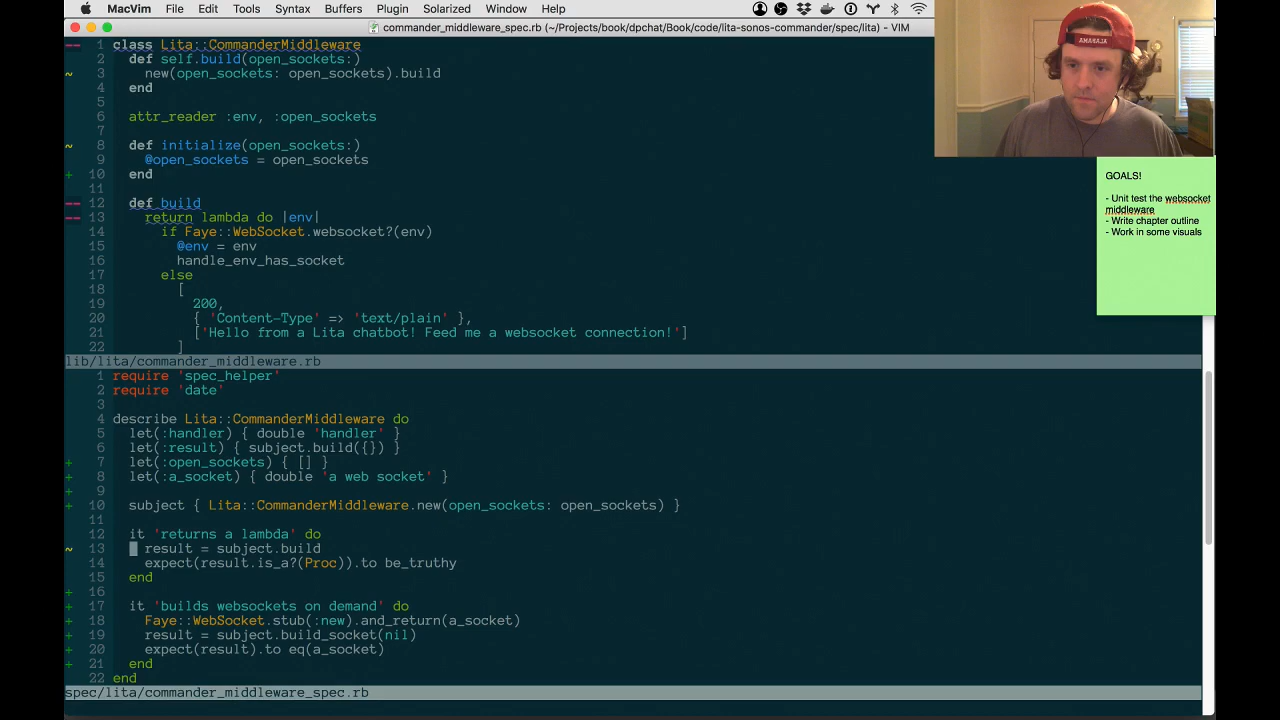 MacVim File Edit Tools Syntax Buffers Plugin Solarized Window Help
commander_middleware_spec.rb (~/Projects/book/dpchat/Book/code/lita-sonos-commander/spec/lita) - VIM
-- 1 class Lita::CommanderMiddleware
2 def self.build(open_sockets:)
~ 3 new(open_sockets: open_sockets).build
4 end
5
6 attr_reader :env, :open_sockets
7
~ 8 def initialize(open_sockets:)
9 @open_sockets = open_sockets
+ 10 end
11
-- 12 def build
-- 13 return lambda do |env|
14 if Faye::WebSocket.websocket?(env)
15 @env = env
16 handle_env_has_socket
17 else
18 [
19 200,
20 { 'Content-Type' => 'text/plain' },
21 ['Hello from a Lita chatbot! Feed me a websocket connection!']
22 ]
lib/lita/commander_middleware.rb
1 require 'spec_helper'
2 require 'date'
3
4 describe Lita::CommanderMiddleware do
5 let(:handler) { double 'handler' }
6 let(:result) { subject.build({}) }
+ 7 let(:open_sockets) { [] }
+ 8 let(:a_socket) { double 'a web socket' }
+ 9
+ 10 subject { Lita::CommanderMiddleware.new(open_sockets: open_sockets) }
11
12 it 'returns a lambda' do
~ 13 result = subject.build
14 expect(result.is_a?(Proc)).to be_truthy
15 end
+ 16
+ 17 it 'builds websockets on demand' do
+ 18 Faye::WebSocket.stub(:new).and_return(a_socket)
+ 19 result = subject.build_socket(nil)
+ 20 expect(result).to eq(a_socket)
+ 21 end
22 end
spec/lita/commander_middleware_spec.rb
GOALS!
- Unit test the websocket
middleware
- Write chapter outline
- Work in some visuals